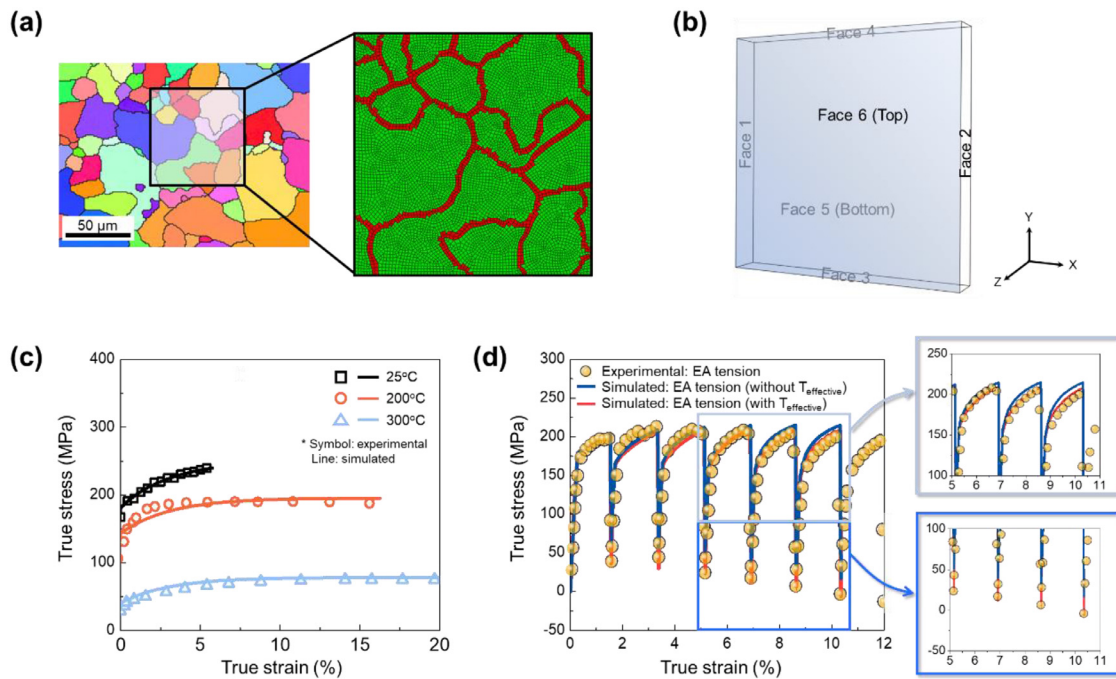 (a)
50 μm
(b)
Face 4
Face 1
Face 6 (Top)
Face 2
Face 5 (Bottom)
Face 3
Y
X
Z
(c)
True stress (MPa)
400
300
200
100
0
25°C
200°C
300°C
* Symbol: experimental
Line: simulated
0 5 10 15 20
True strain (%)
(d)
True stress (MPa)
300
250
200
150
100
50
0
-50
Experimental: EA tension
Simulated: EA tension (without Teffective)
Simulated: EA tension (with Teffective)
0 2 4 6 8 10 12
True strain (%)
250
200
150
100
5 6 7 8 9 10 11
100
50
0
-50
5 6 7 8 9 10 11